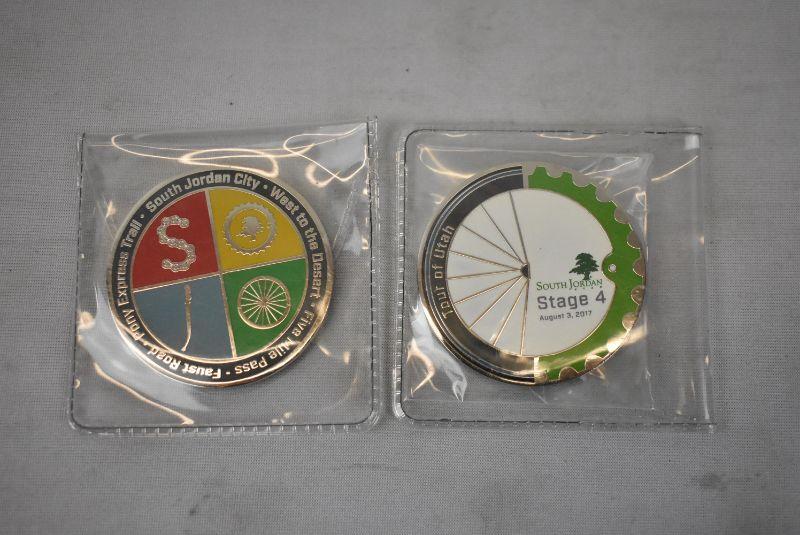 South Jordan City • West to the Desert • Five Mile Pass • Faust Road • Pony Express Trail •
S
J
Tour of Utah
SOUTH JORDAN
UTAH
Stage 4
August 3, 2017